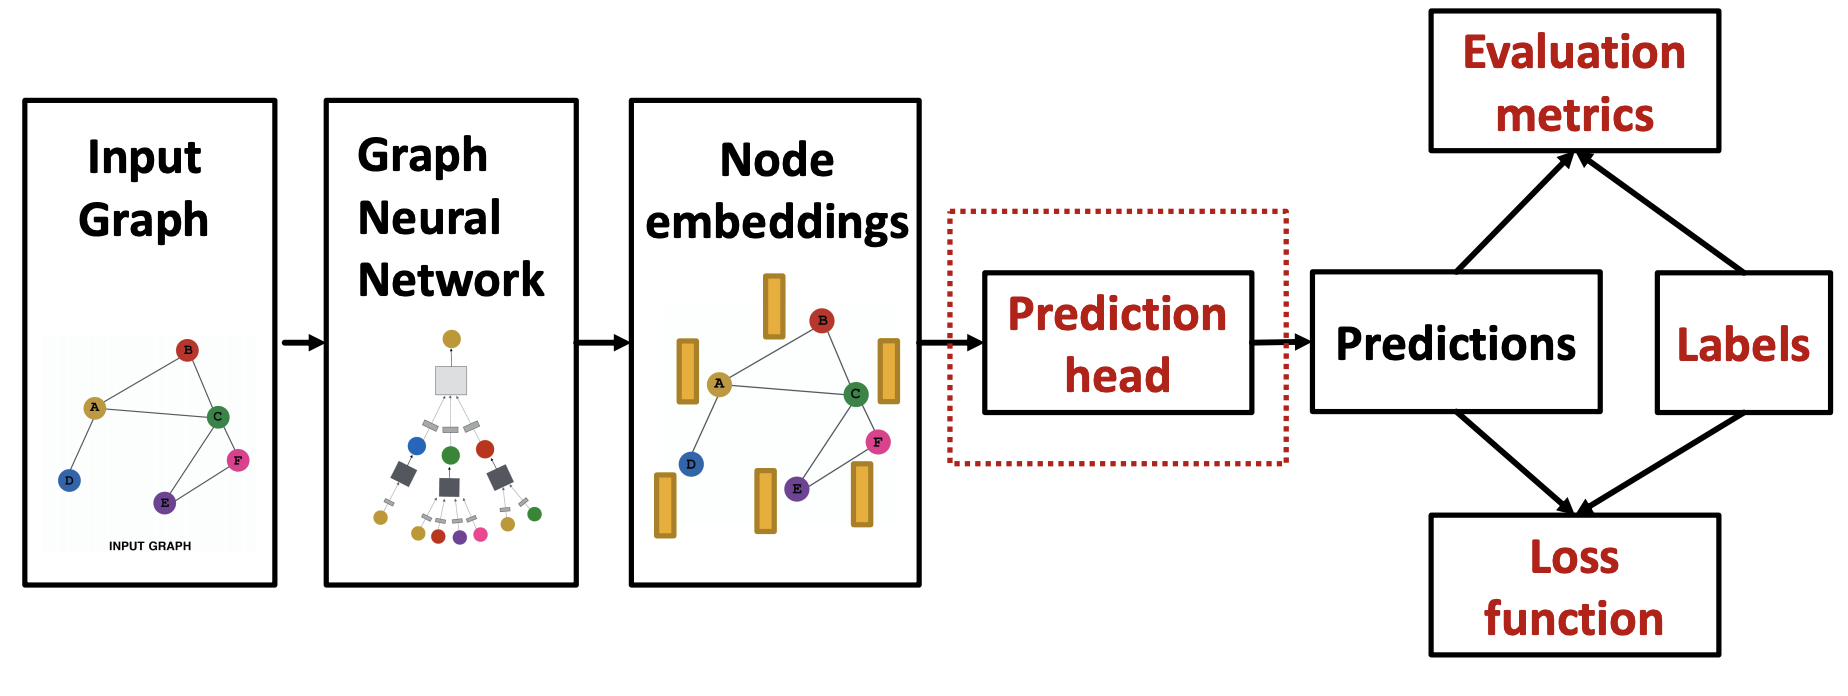 Input
Graph
B
A
C
F
D
E
INPUT GRAPH
Graph
Neural
Network
Node
embeddings
B
A
C
F
D
E
Prediction
head
Predictions
Labels
Evaluation
metrics
Loss
function